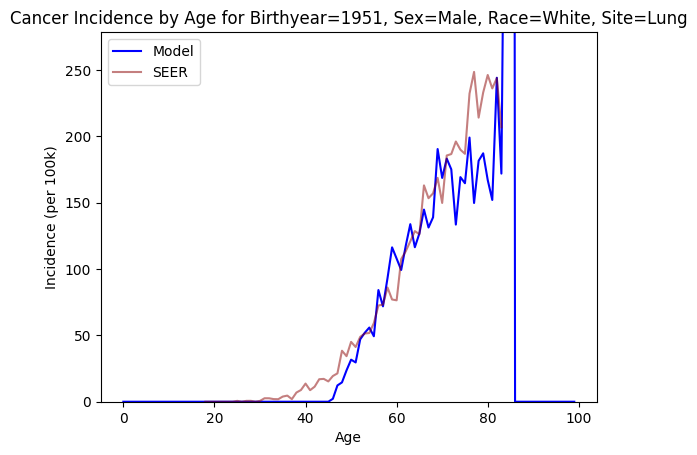 Cancer Incidence by Age for Birthyear=1951, Sex=Male, Race=White, Site=Lung
Model
SEER
Incidence (per 100k)
250
200
150
100
50
0
0 20 40 60 80 100
Age